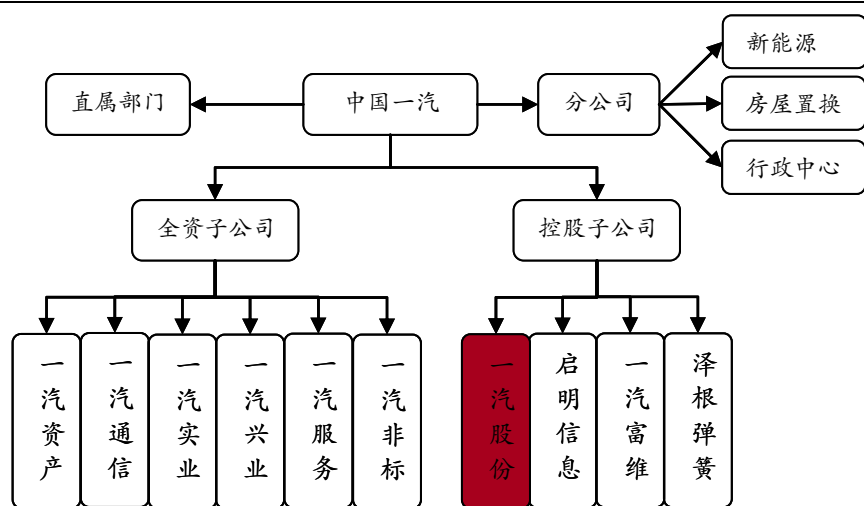 新能源
直属部门
中国一汽
分公司
房屋置换
行政中心
全资子公司
控股子公司
一汽资产
一汽通信
一汽实业
一汽兴业
一汽服务
一汽非标
一汽股份
启明信息
一汽富维
泽根弹簧